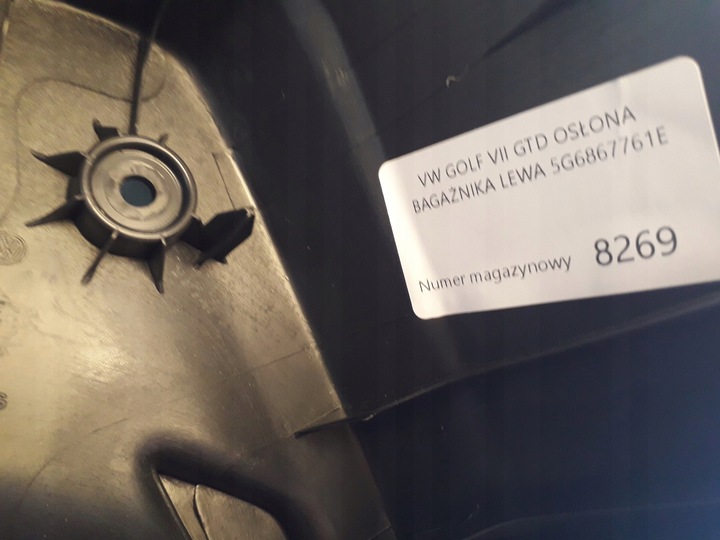 VW GOLF VII GTD OSŁONA
BAGAŻNIKA LEWA 5G6867761E
Numer magazynowy 8269